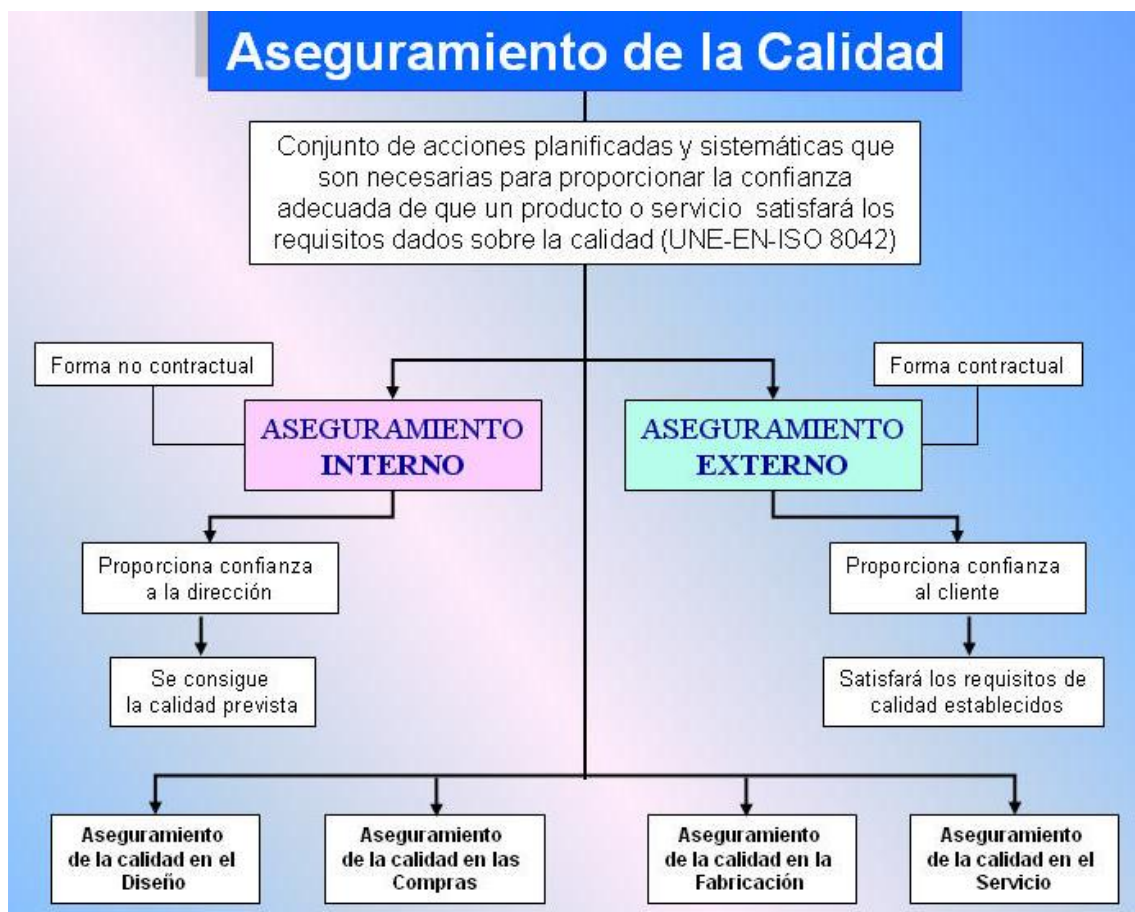 Aseguramiento de la Calidad
Conjunto de acciones planificadas y sistemáticas que
son necesarias para proporcionar la confianza
adecuada de que un producto o servicio satisfará los
requisitos dados sobre la calidad (UNE-EN-ISO 8042)
Forma no contractual
Forma contractual
ASEGURAMIENTO
INTERNO
ASEGURAMIENTO
EXTERNO
Proporciona confianza
a la dirección
Proporciona confianza
al cliente
Se consigue
la calidad prevista
Satisfará los requisitos de
calidad establecidos
Aseguramiento
de la calidad en el
Diseño
Aseguramiento
de la calidad en las
Compras
Aseguramiento
de la calidad en la
Fabricación
Aseguramiento
de la calidad en el
Servicio